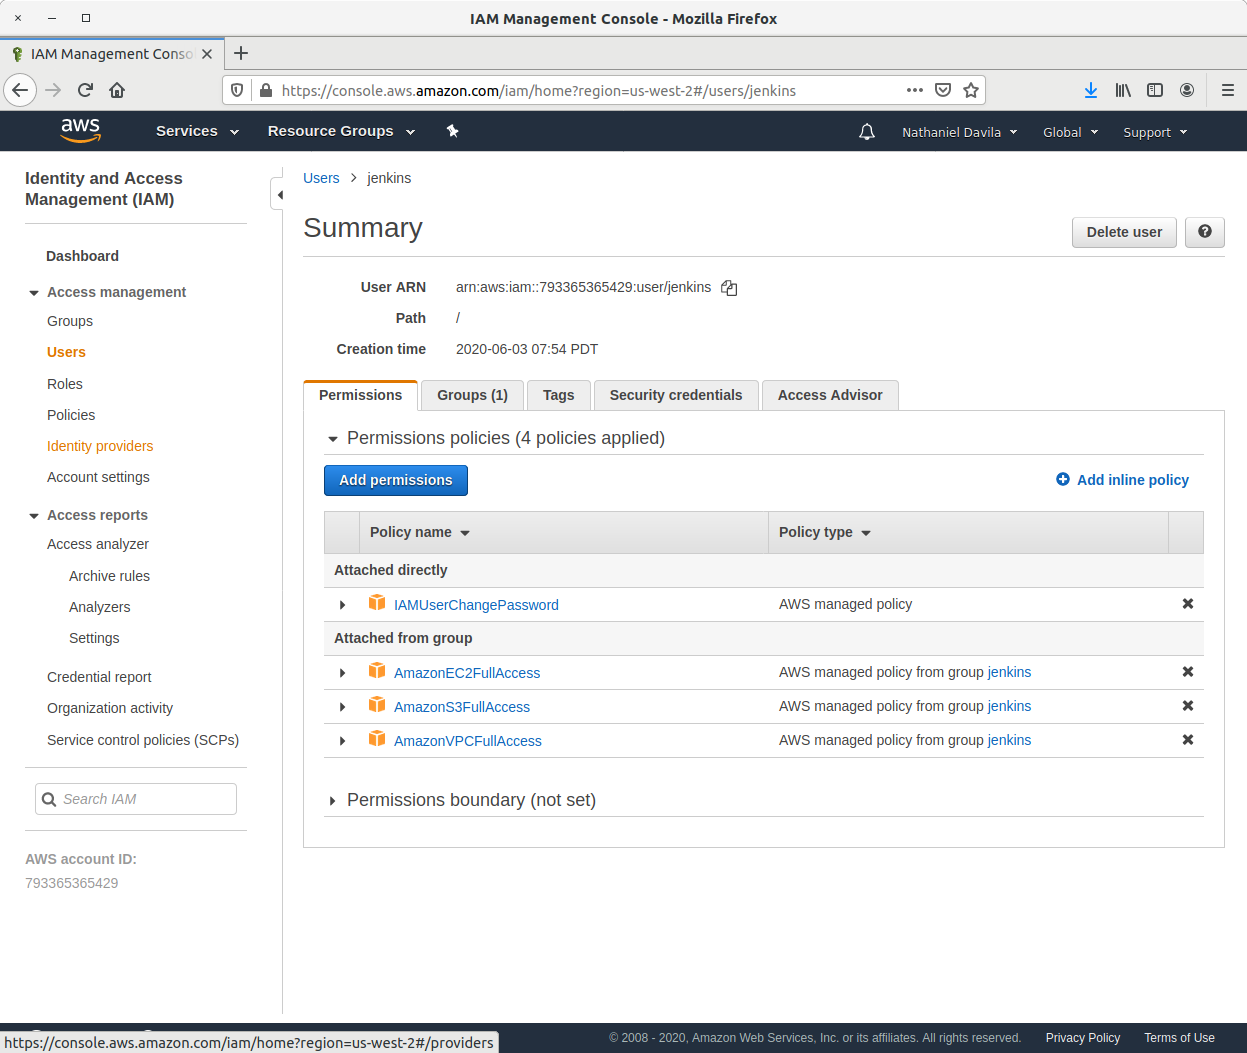 IAM Management Console - Mozilla Firefox
IAM Management Conso
https://console.aws.amazon.com/iam/home?region=us-west-2#/users/jenkins
aws
Services
Resource Groups
Nathaniel Davila
Global
Support
Identity and Access
Management (IAM)
Dashboard
Access management
Groups
Users
Roles
Policies
Identity providers
Account settings
Access reports
Access analyzer
Archive rules
Analyzers
Settings
Credential report
Organization activity
Service control policies (SCPs)
Search IAM
AWS account ID:
793365365429
Users > jenkins
Summary
Delete user
User ARN arn:aws:iam::793365365429:user/jenkins
Path /
Creation time 2020-06-03 07:54 PDT
Permissions
Groups (1)
Tags
Security credentials
Access Advisor
Permissions policies (4 policies applied)
Add permissions
Add inline policy
Policy name
Policy type
Attached directly
IAMUserChangePassword AWS managed policy
Attached from group
AmazonEC2FullAccess AWS managed policy from group jenkins
AmazonS3FullAccess AWS managed policy from group jenkins
AmazonVPCFullAccess AWS managed policy from group jenkins
Permissions boundary (not set)
https://console.aws.amazon.com/iam/home?region=us-west-2#/providers
© 2008 - 2020, Amazon Web Services, Inc. or its affiliates. All rights reserved.
Privacy Policy
Terms of Use